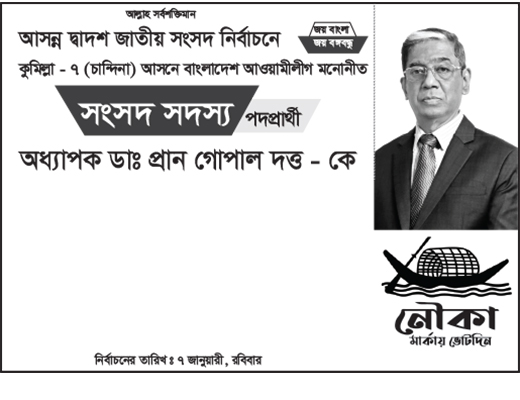 আল্লাহ সর্বশক্তিমান
আসন্ন দ্বাদশ জাতীয় সংসদ নির্বাচনে
জয় বাংলা
জয় বঙ্গবন্ধু
কুমিল্লা - ৭ (চান্দিনা) আসনে বাংলাদেশ আওয়ামীলীগ মনোনীত
সংসদ সদস্য পদপ্রার্থী
অধ্যাপক ডাঃ প্রান গোপাল দত্ত - কে
নৌকা
মার্কায় ভোটদিন
নির্বাচনের তারিখ ঃ ৭ জানুয়ারী, রবিবার